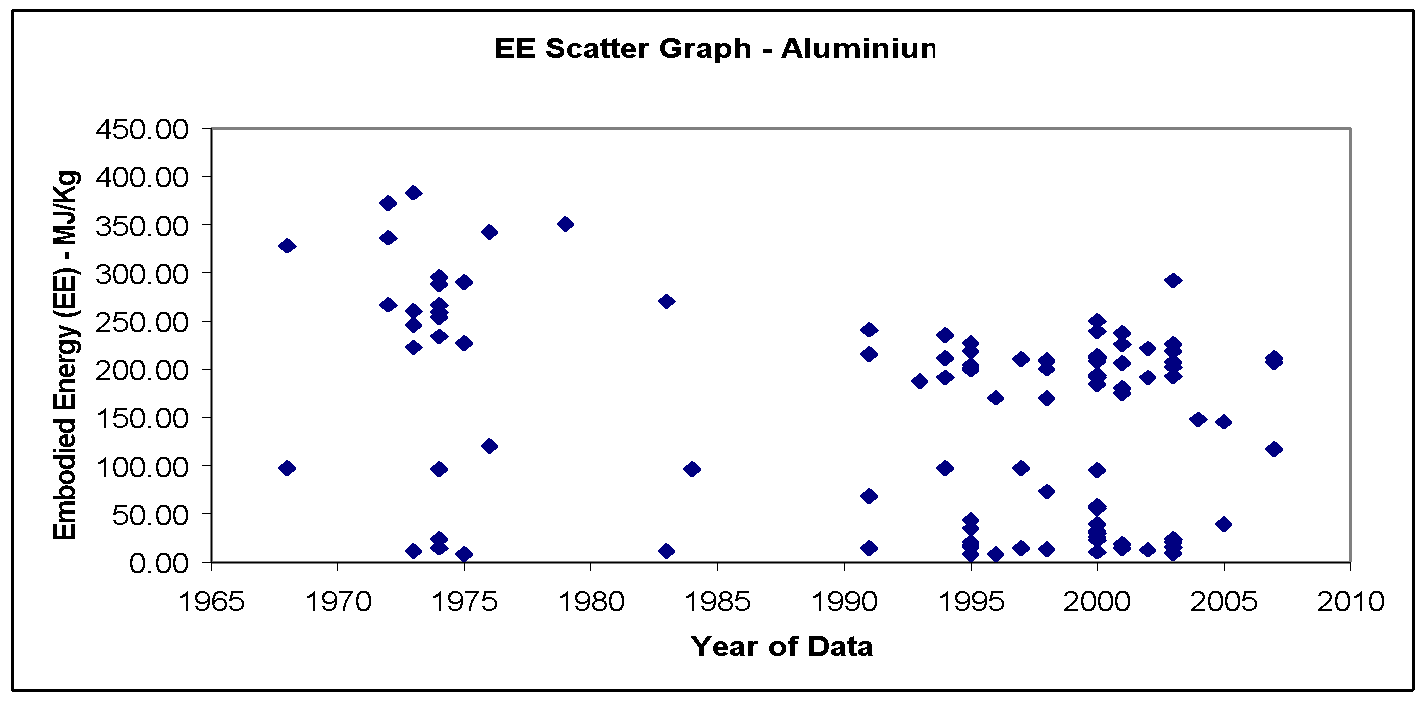 EE Scatter Graph - Aluminiun
Embodied Energy (EE) - MJ/Kg
450.00
400.00
350.00
300.00
250.00
200.00
150.00
100.00
50.00
0.00
1965 1970 1975 1980 1985 1990 1995 2000 2005 2010
Year of Data